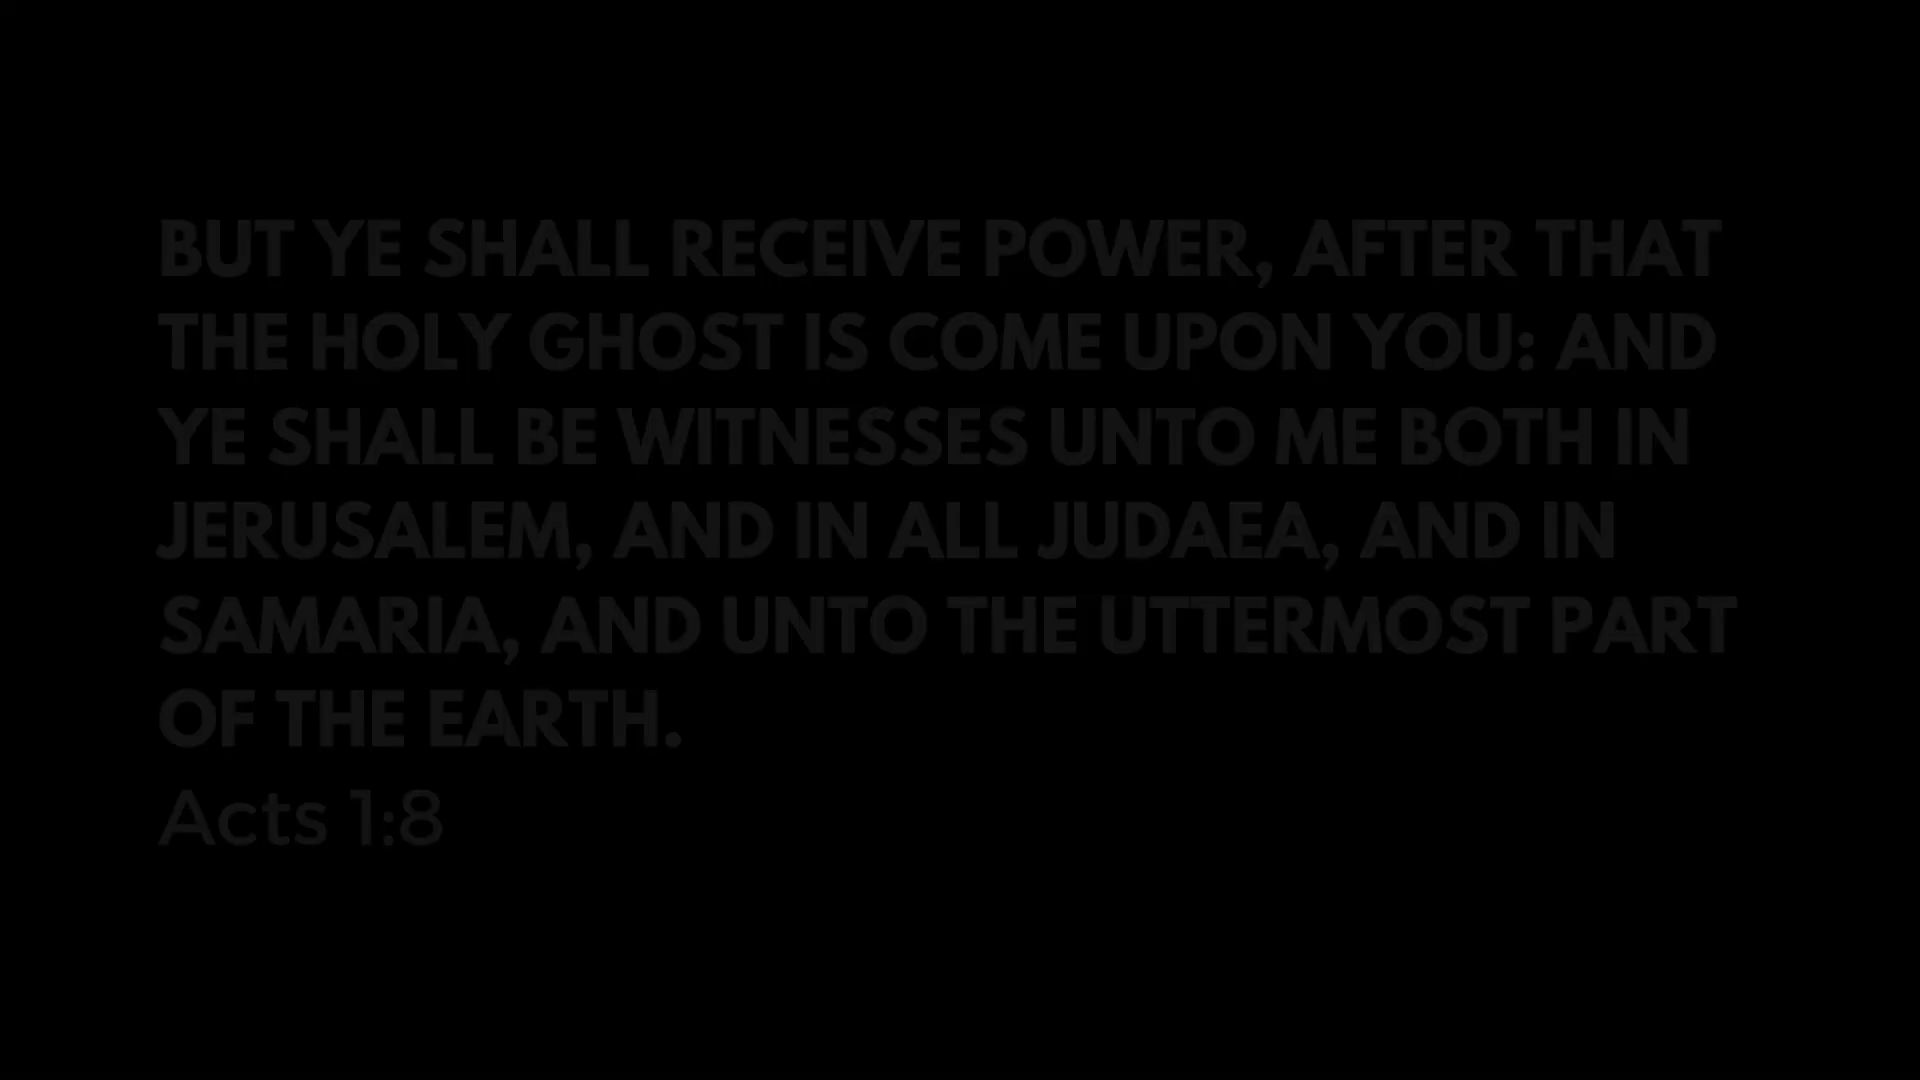 BUT YE SHALL RECEIVE POWER, AFTER THAT
THE HOLY GHOST IS COME UPON YOU: AND
YE SHALL BE WITNESSES UNTO ME BOTH IN
JERUSALEM, AND IN ALL JUDAEA, AND IN
SAMARIA, AND UNTO THE UTTERMOST PART
OF THE EARTH.
Acts 1:8